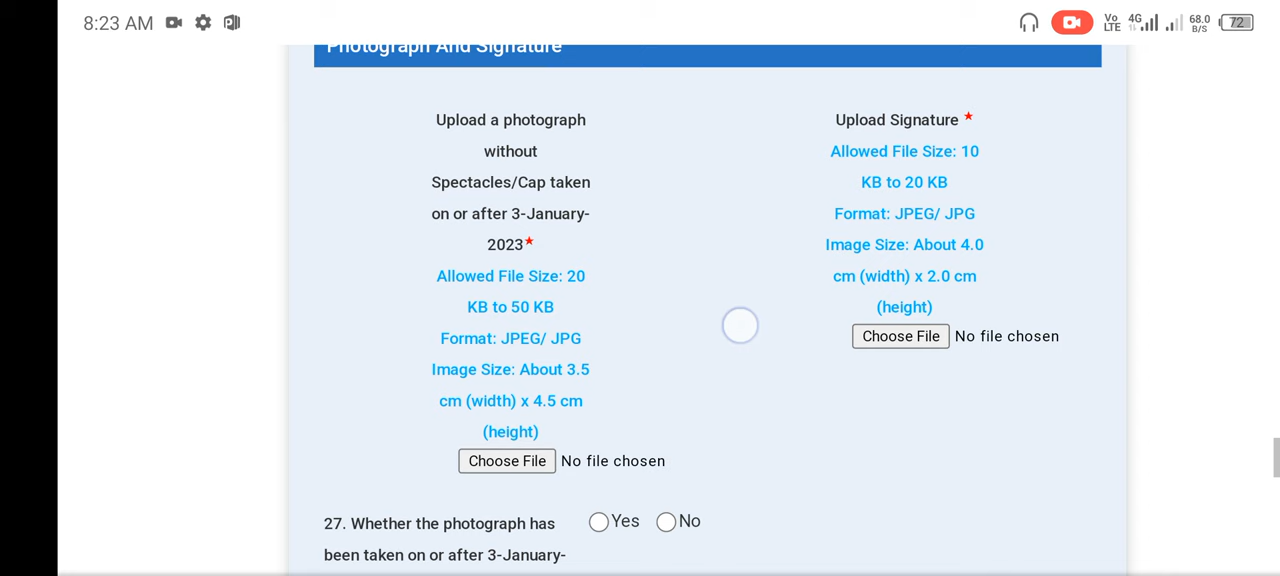 8:23 AM
Vo LTE 4G 68.0 B/S 72
Photograph And Signature
Upload a photograph
without
Spectacles/Cap taken
on or after 3-January-
2023★
Allowed File Size: 20
KB to 50 KB
Format: JPEG/ JPG
Image Size: About 3.5
cm (width) x 4.5 cm
(height)
Choose File No file chosen
Upload Signature ★
Allowed File Size: 10
KB to 20 KB
Format: JPEG/ JPG
Image Size: About 4.0
cm (width) x 2.0 cm
(height)
Choose File No file chosen
27. Whether the photograph has Yes No
been taken on or after 3-January-